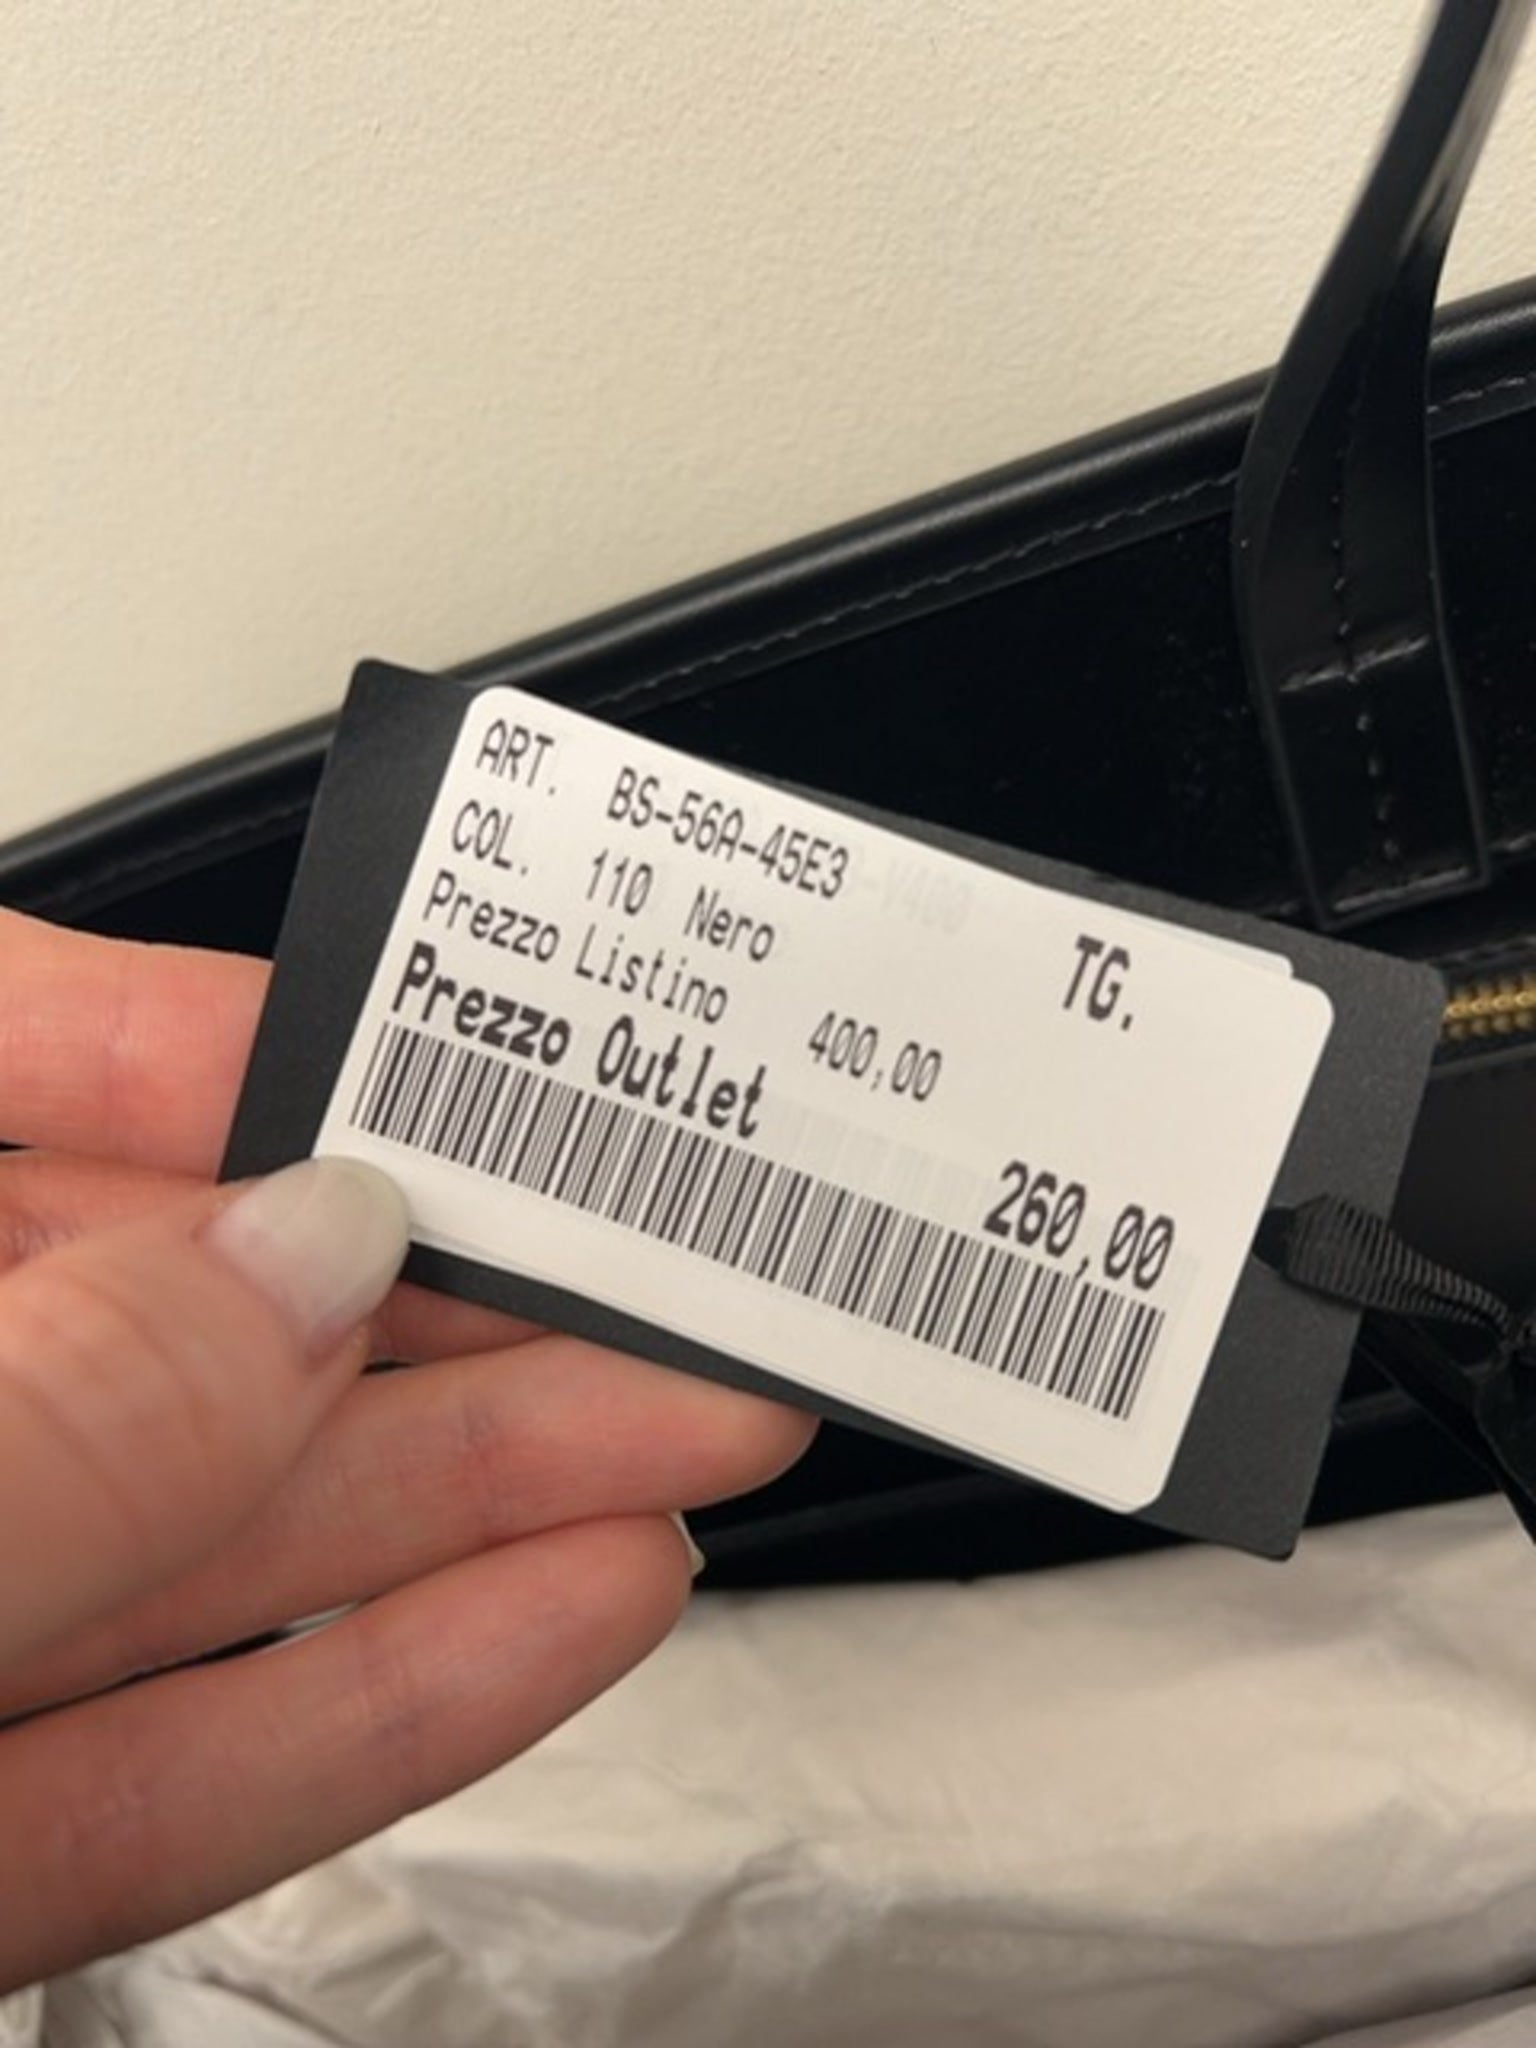 ART. BS-56A-45E3
COL. 110 Nero TG.
Prezzo Listino 400,00
Prezzo Outlet 260,00